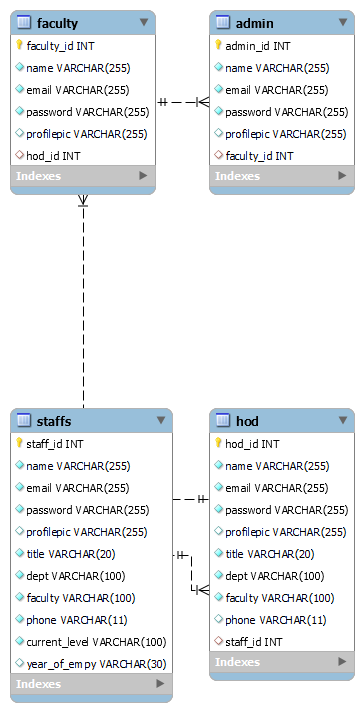 faculty
faculty_id INT
name VARCHAR(255)
email VARCHAR(255)
password VARCHAR(255)
profilepic VARCHAR(255)
hod_id INT
Indexes
admin
admin_id INT
name VARCHAR(255)
email VARCHAR(255)
password VARCHAR(255)
profilepic VARCHAR(255)
faculty_id INT
Indexes
staffs
staff_id INT
name VARCHAR(255)
email VARCHAR(255)
password VARCHAR(255)
profilepic VARCHAR(255)
title VARCHAR(20)
dept VARCHAR(100)
faculty VARCHAR(100)
phone VARCHAR(11)
current_level VARCHAR(100)
year_of_empy VARCHAR(30)
Indexes
hod
hod_id INT
name VARCHAR(255)
email VARCHAR(255)
password VARCHAR(255)
profilepic VARCHAR(255)
title VARCHAR(20)
dept VARCHAR(100)
faculty VARCHAR(100)
phone VARCHAR(11)
staff_id INT
Indexes